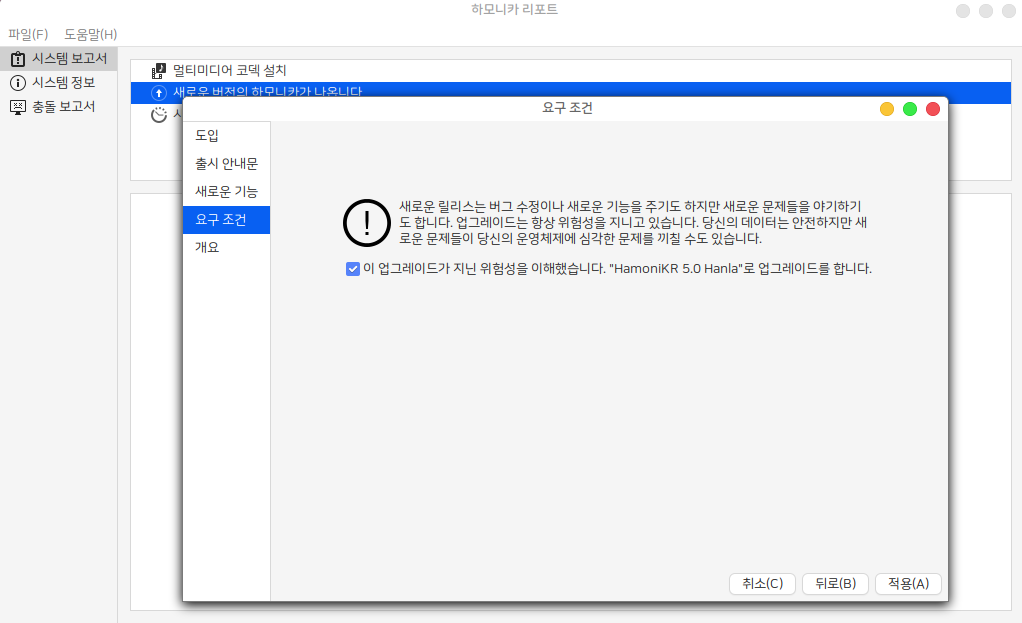 하모니카 리포트
파일(F) 도움말(H)
시스템 보고서
시스템 정보
충돌 보고서
멀티미디어 코덱 설치
새로운 버전의 하모니카가 나옵니다
요구 조건
도입
출시 안내문
새로운 기능
요구 조건
개요
새로운 릴리스는 버그 수정이나 새로운 기능을 주기도 하지만 새로운 문제들을 야기하기
도 합니다. 업그레이드는 항상 위험성을 지니고 있습니다. 당신의 데이터는 안전하지만 새
로운 문제들이 당신의 운영체제에 심각한 문제를 끼칠 수도 있습니다.
이 업그레이드가 지닌 위험성을 이해했습니다. "HamoniKR 5.0 Hanla"로 업그레이드를 합니다.
취소(C) 뒤로(B) 적용(A)